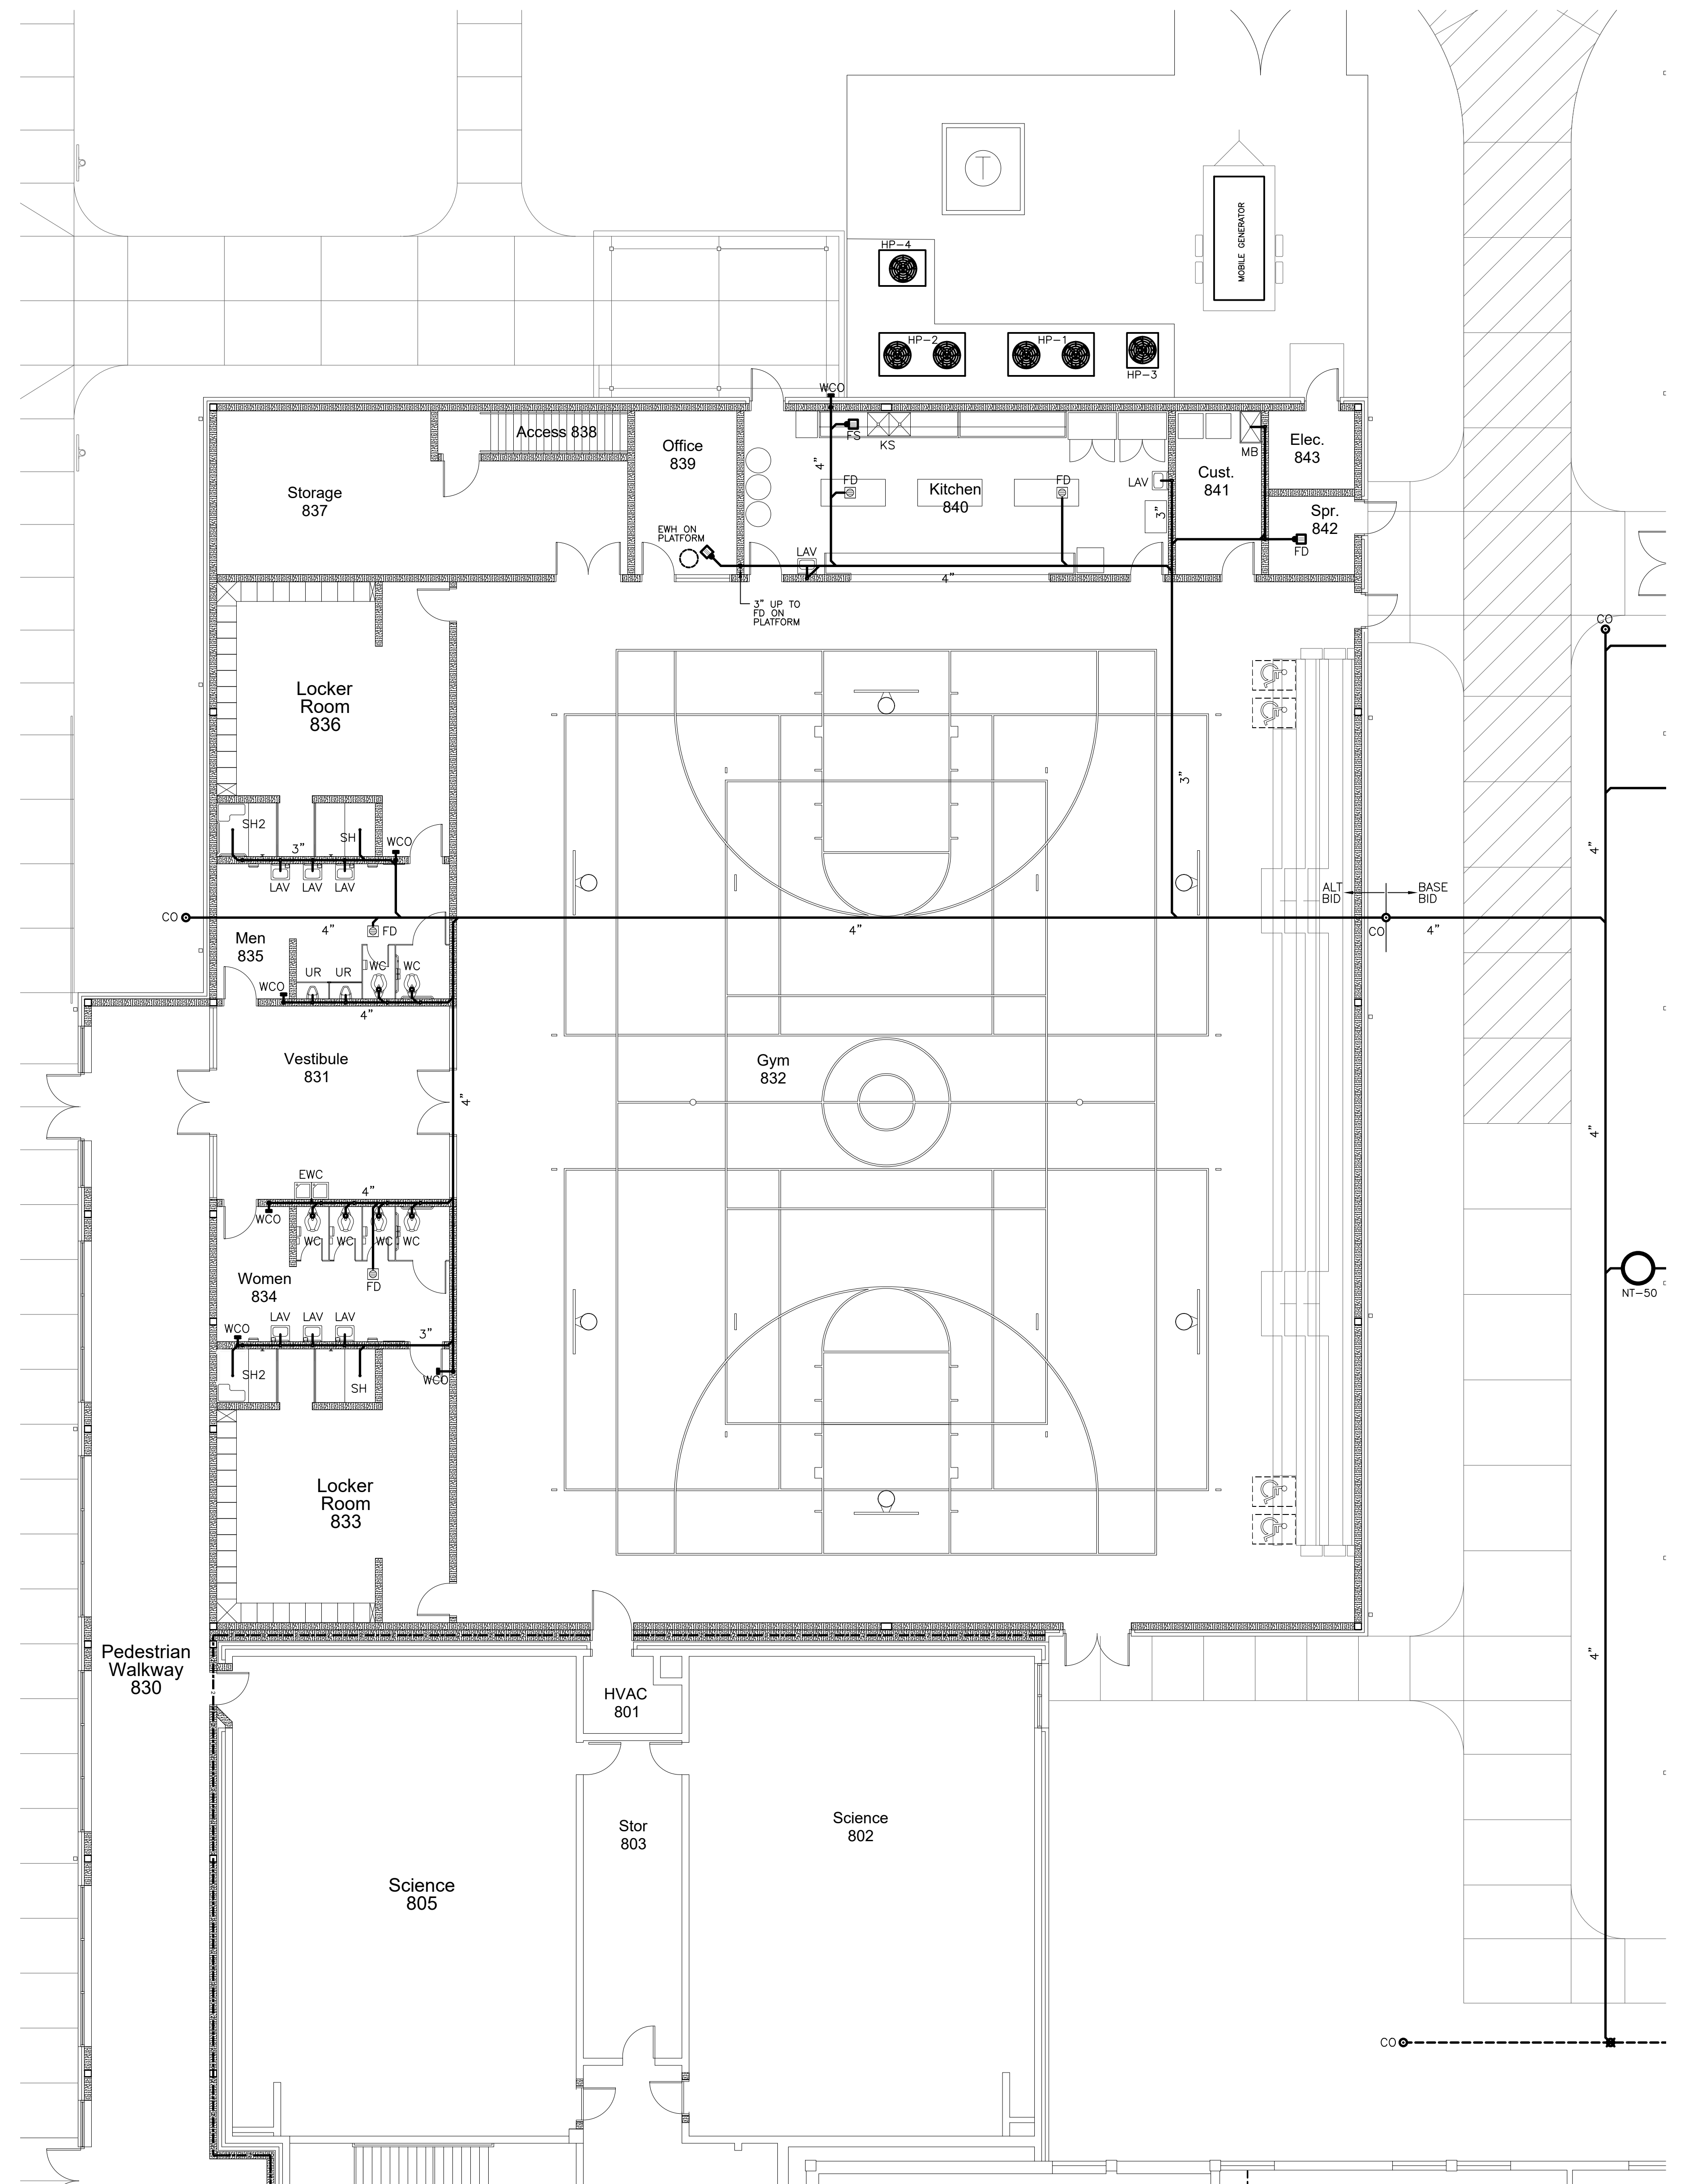 T
MOBILE GENERATOR
HP-4
HP-2
HP-1
HP-3
WCO
Access 838
Office
839
FS
KS
MB
Elec.
843
4"
FD
Kitchen
840
FD
LAV
Cust.
841
3"
Spr.
842
FD
Storage
837
EWH ON
PLATFORM
LAV
4"
3" UP TO
FD ON
PLATFORM
CO
Locker
Room
836
3"
SH2
SH
3"
WCO
LAV
LAV
LAV
4"
ALT
BID
BASE
BID
CO
4"
FD
4"
CO
4"
Men
835
UR
UR
WC
WC
WCO
4"
Vestibule
831
Gym
832
4"
4"
EWC
4"
WCO
WC
WC
WC
WC
Women
834
FD
NT-50
LAV
LAV
LAV
WCO
3"
SH2
SH
WCO
Locker
Room
833
4"
Pedestrian
Walkway
830
HVAC
801
Stor
803
Science
802
Science
805
CO